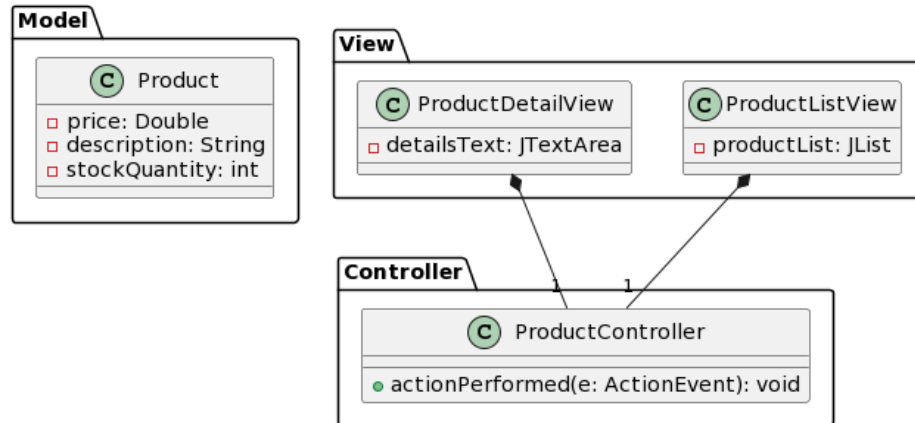 Model
C Product
price: Double
description: String
stockQuantity: int
View
C ProductDetailView
detailsText: JTextArea
C ProductListView
productList: JList
1
1
Controller
C ProductController
actionPerformed(e: ActionEvent): void